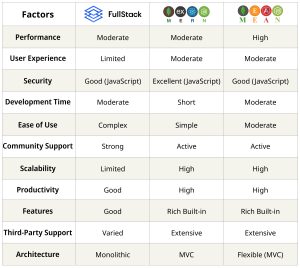 Factors FullStack M E R N M E A N
Performance Moderate Moderate High
User Experience Limited Moderate Moderate
Security Good (JavaScript) Excellent (JavaScript) Good (JavaScript)
Development Time Moderate Short Moderate
Ease of Use Complex Simple Moderate
Community Support Strong Active Active
Scalability Limited High High
Productivity Good High High
Features Good Rich Built-in Rich Built-in
Third-Party Support Varied Extensive Extensive
Architecture Monolithic MVC Flexible (MVC)